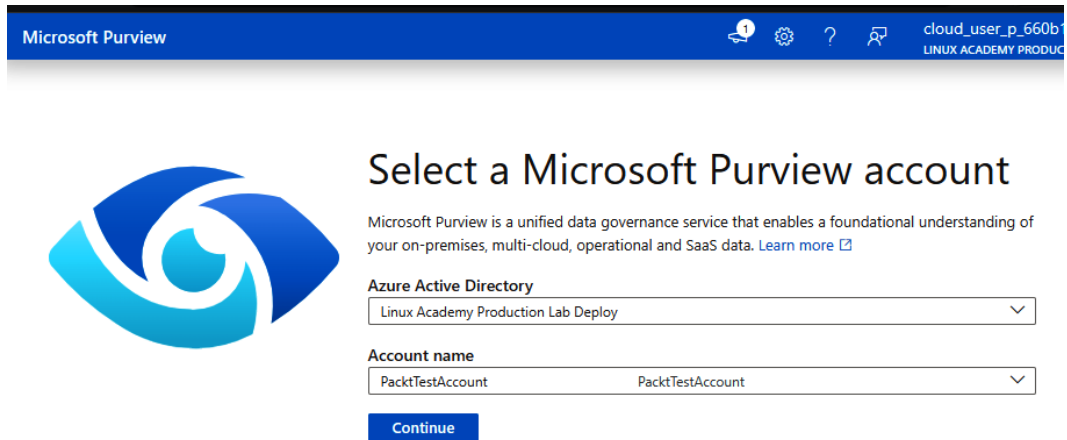 Microsoft Purview
1
cloud_user_p_660b1
LINUX ACADEMY PRODUC
Select a Microsoft Purview account
Microsoft Purview is a unified data governance service that enables a foundational understanding of
your on-premises, multi-cloud, operational and SaaS data. Learn more
Azure Active Directory
Linux Academy Production Lab Deploy
Account name
PacktTestAccount PacktTestAccount
Continue